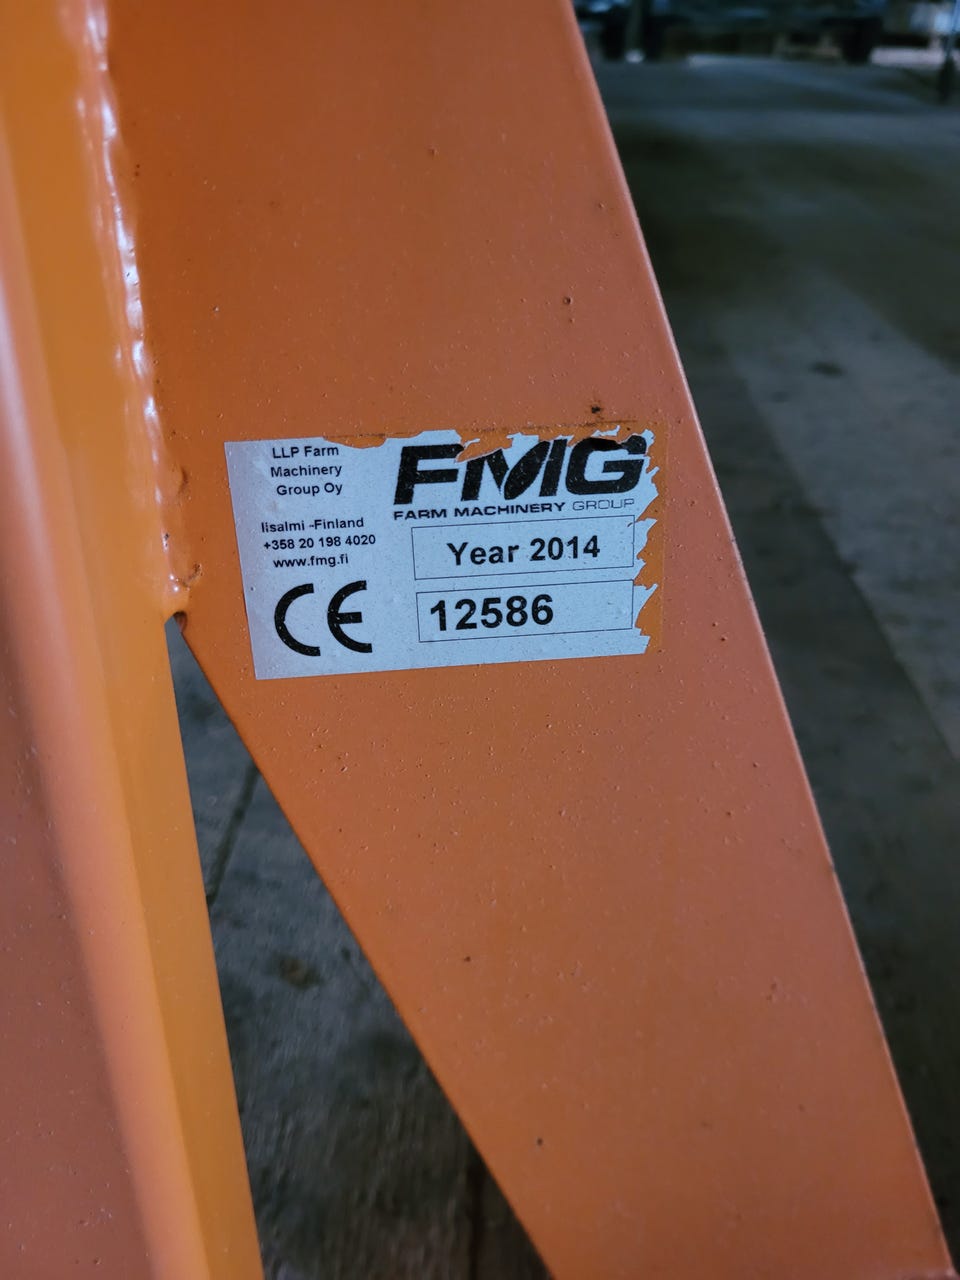 LLP Farm
Machinery
Group Oy
Iisalmi -Finland
+358 20 198 4020
www.fmg.fi
CE
FMG
FARM MACHINERY GROUP
Year 2014
12586